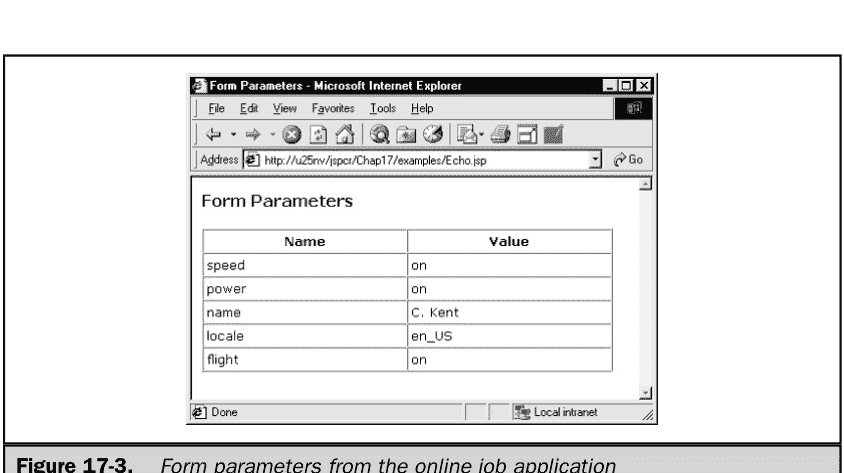 Form Parameters - Microsoft Internet Explorer
File Edit View Favorites Tools Help
Address http://u25nv/jspcr/Chap17/examples/Echo.jsp Go
Form Parameters
Name Value
speed on
power on
name C. Kent
locale en_US
flight on
Done Local intranet
Figure 17-3. Form parameters from the online job application